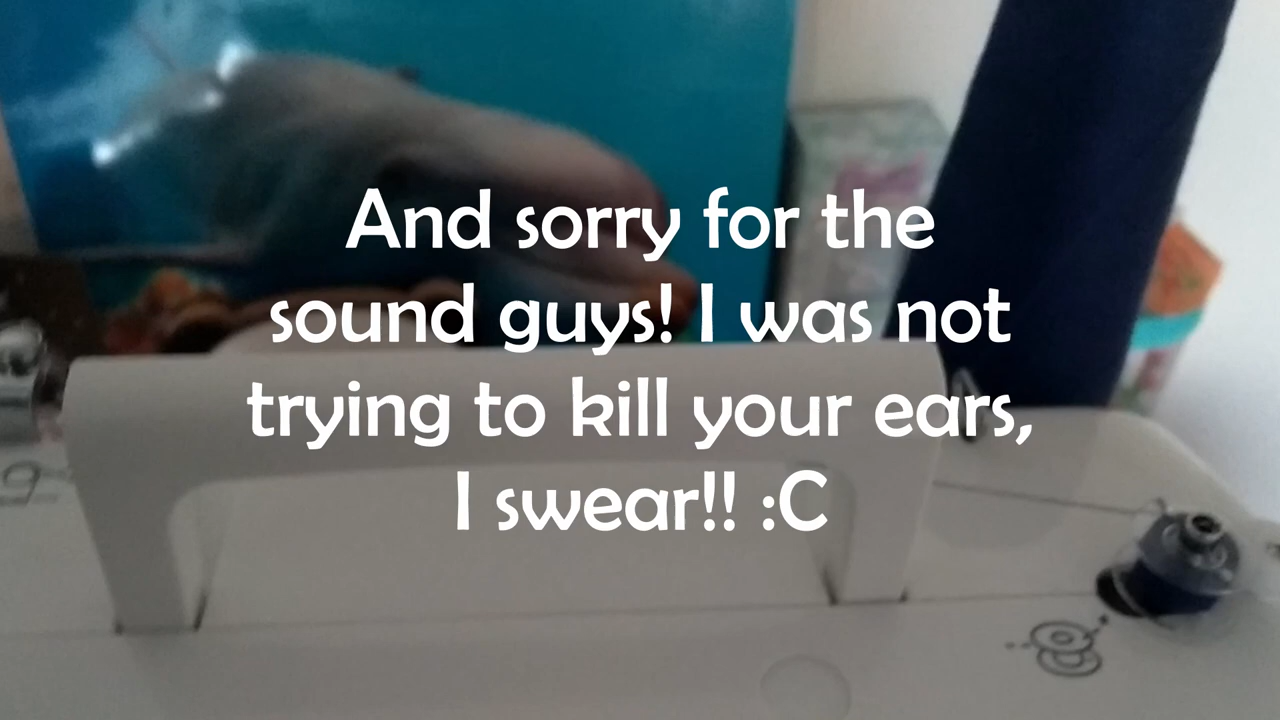 And sorry for the
sound guys! I was not
trying to kill your ears,
I swear!! :C